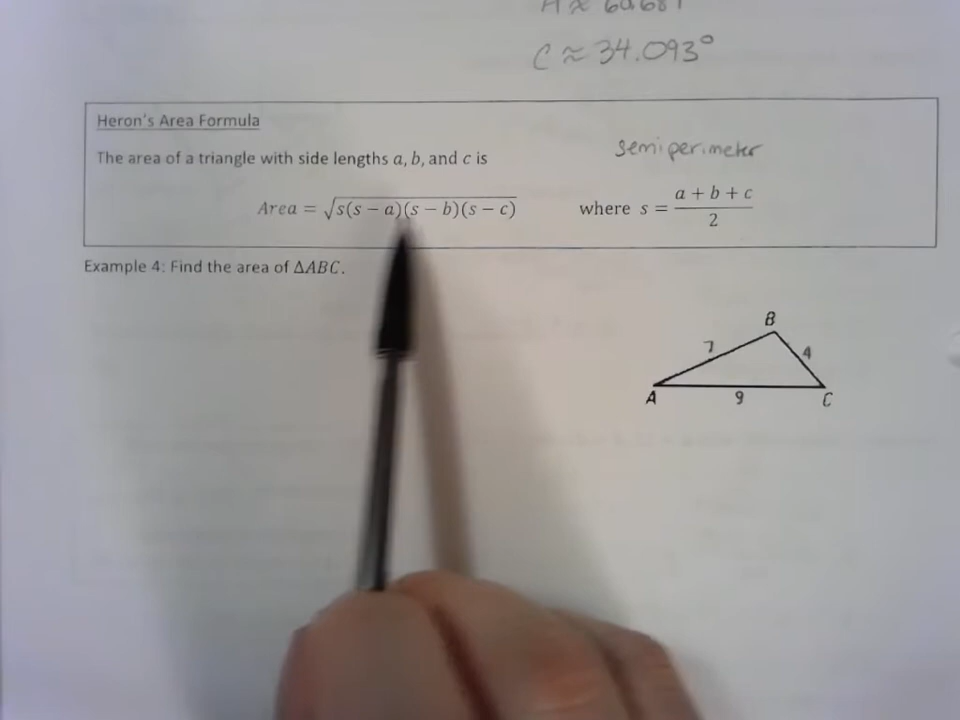 C ≈ 34.093°
Heron's Area Formula
The area of a triangle with side lengths a, b, and c is
semiperimeter
Area = √s(s − a)(s − b)(s − c) where s = a + b + c / 2
Example 4: Find the area of ΔABC.
B
7 4
A 9 C